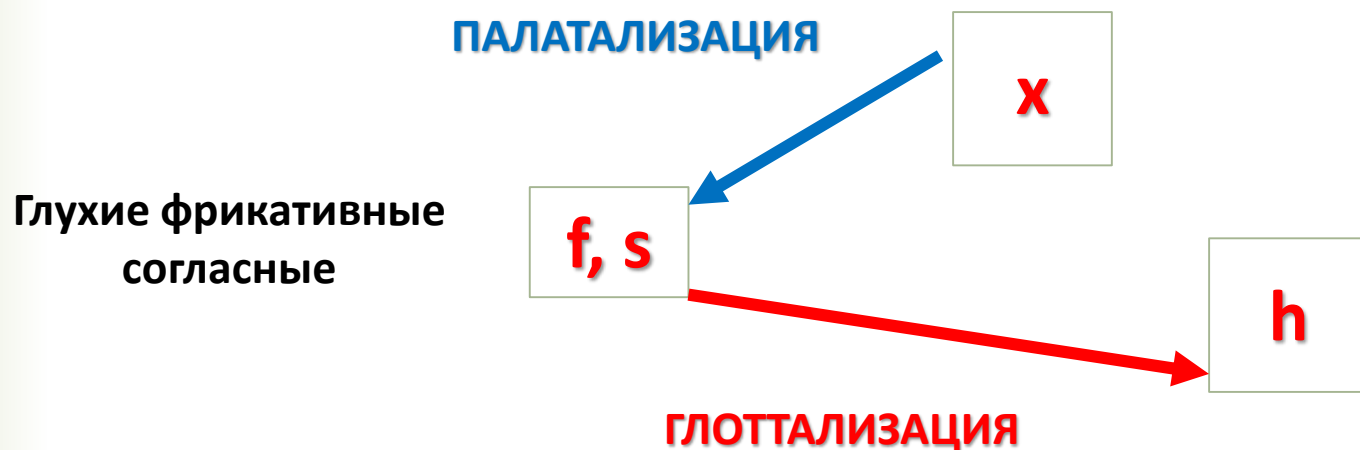 ПАЛАТАЛИЗАЦИЯ
x
Глухие фрикативные
согласные
f, s
h
ГЛОТТАЛИЗАЦИЯ